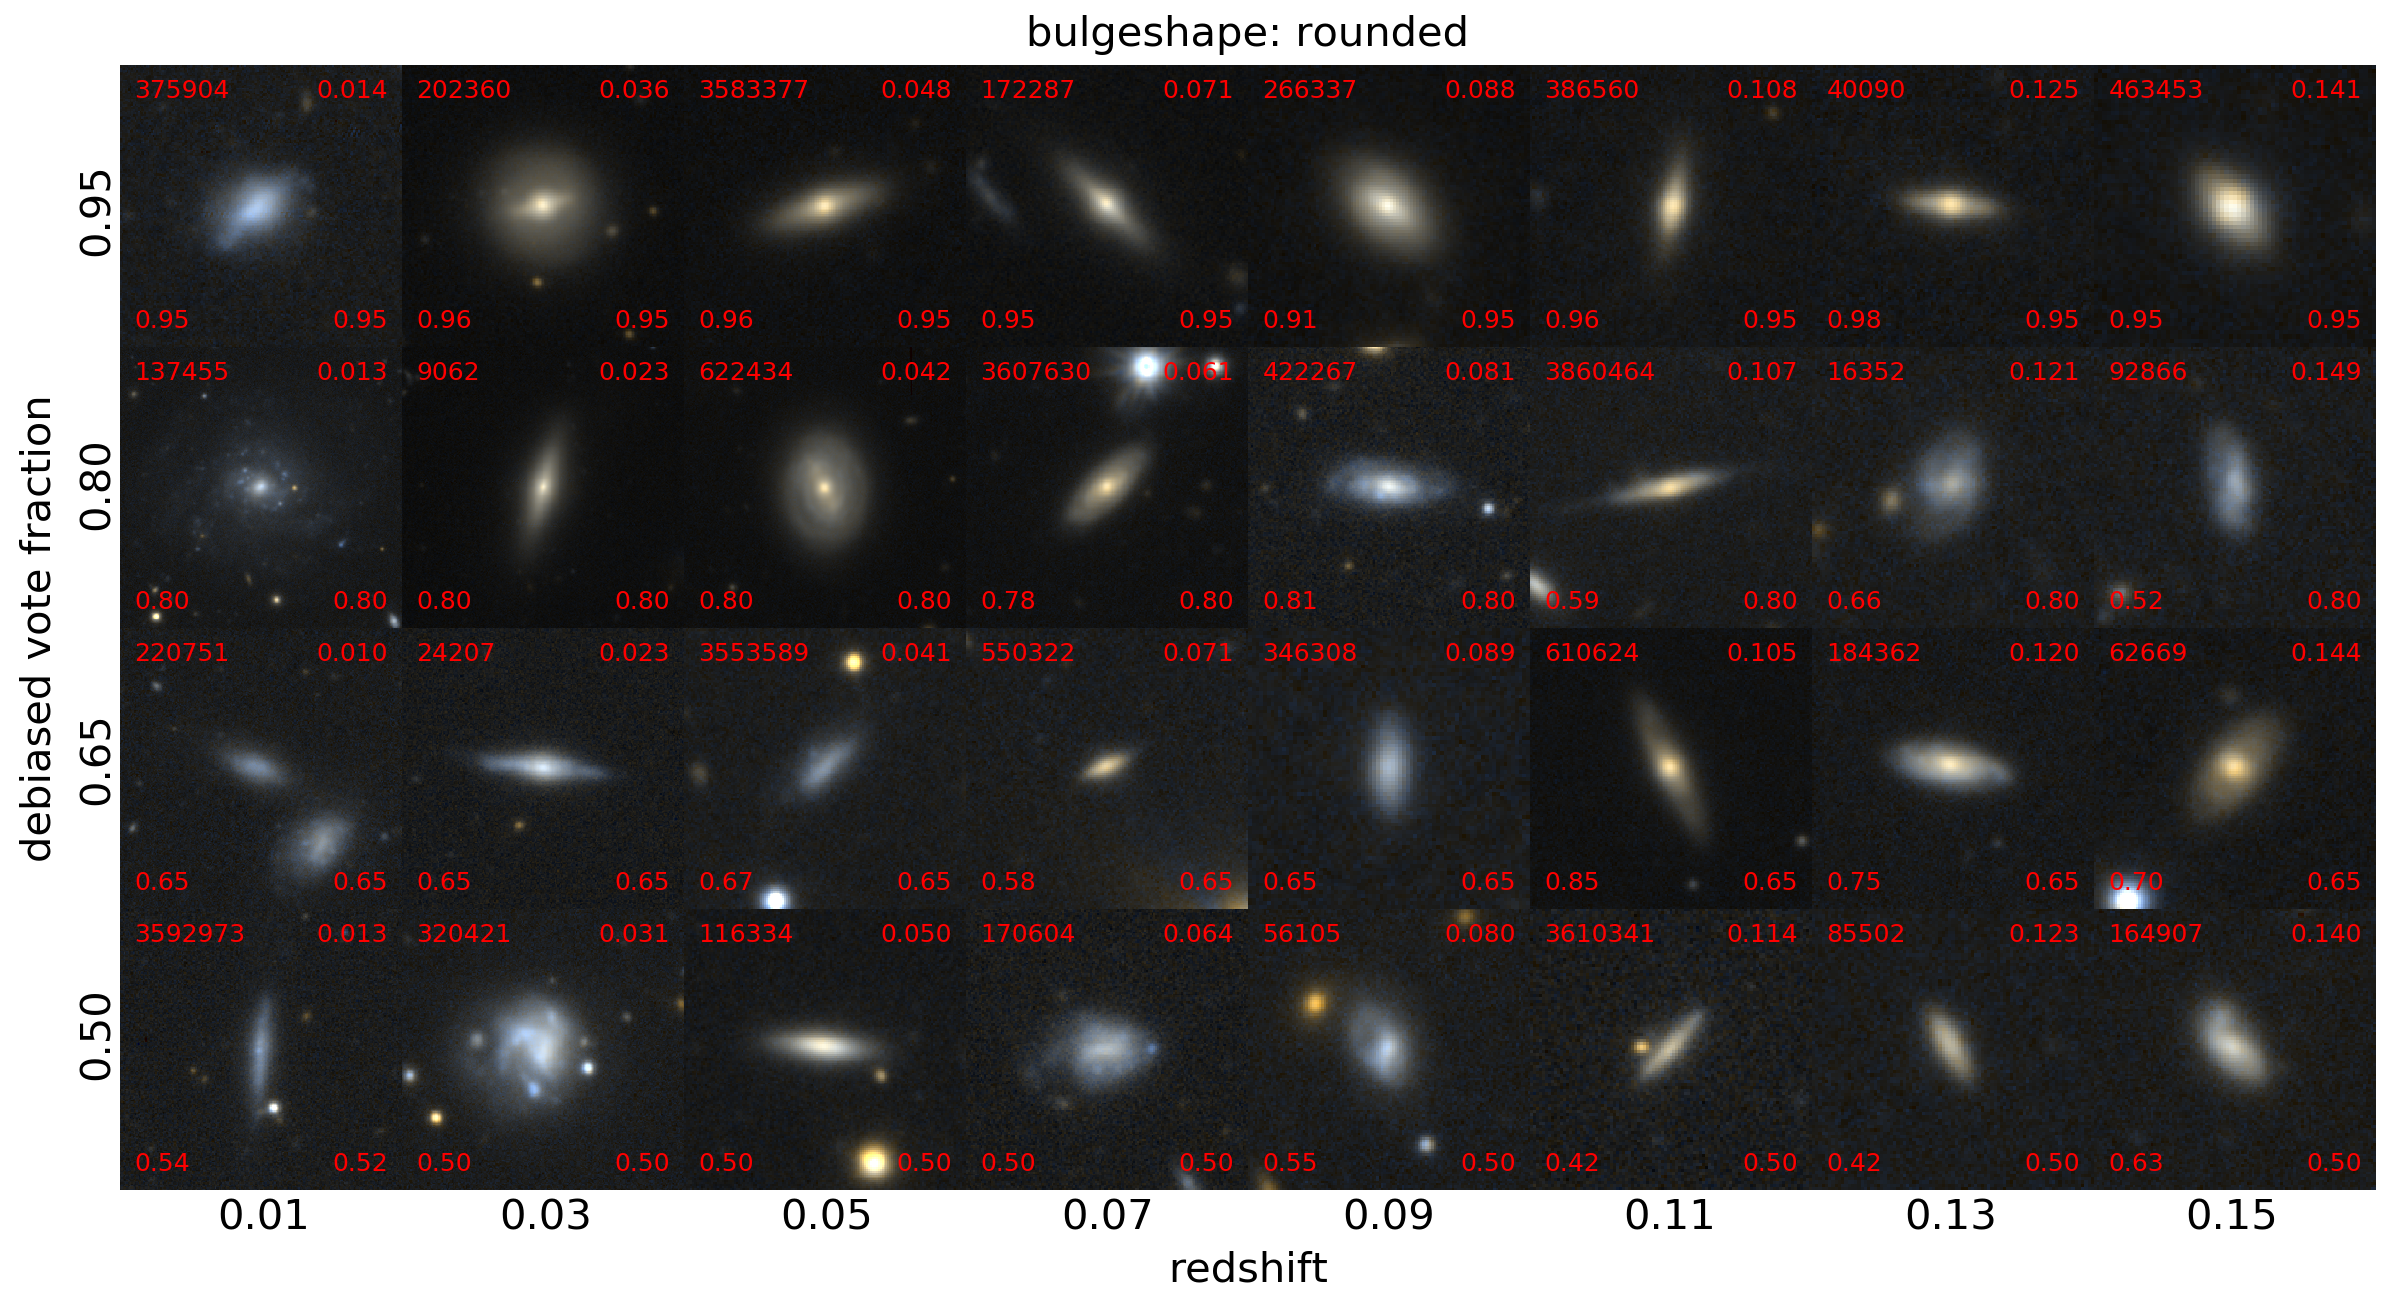 bulgeshape: rounded
375904 0.014 202360 0.036 3583377 0.048 172287 0.071 266337 0.088 386560 0.108 40090 0.125 463453 0.141
0.95
0.95 0.95 0.96 0.95 0.96 0.95 0.95 0.95 0.91 0.95 0.96 0.95 0.98 0.95 0.95 0.95
137455 0.013 9062 0.023 622434 0.042 3607630 0.061 422267 0.081 3860464 0.107 16352 0.121 92866 0.149
0.80
0.80 0.80 0.80 0.80 0.80 0.80 0.78 0.80 0.81 0.80 0.59 0.80 0.66 0.80 0.52 0.80
debiased vote fraction
220751 0.010 24207 0.023 3553589 0.041 550322 0.071 346308 0.089 610624 0.105 184362 0.120 62669 0.144
0.65
0.65 0.65 0.65 0.65 0.67 0.65 0.58 0.65 0.65 0.65 0.85 0.65 0.75 0.65 0.70 0.65
3592973 0.013 320421 0.031 116334 0.050 170604 0.064 56105 0.080 3610341 0.114 85502 0.123 164907 0.140
0.50
0.54 0.52 0.50 0.50 0.50 0.50 0.50 0.50 0.55 0.50 0.42 0.50 0.42 0.50 0.63 0.50
0.01 0.03 0.05 0.07 0.09 0.11 0.13 0.15
redshift